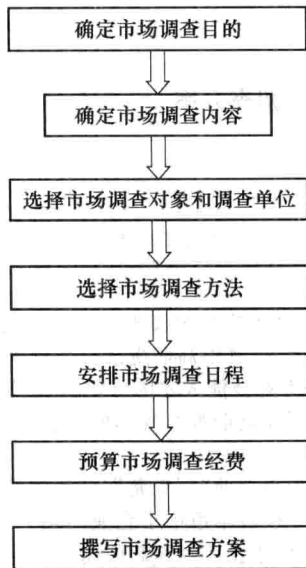 确定市场调查目的
确定市场调查内容
选择市场调查对象和调查单位
选择市场调查方法
安排市场调查日程
预算市场调查经费
撰写市场调查方案